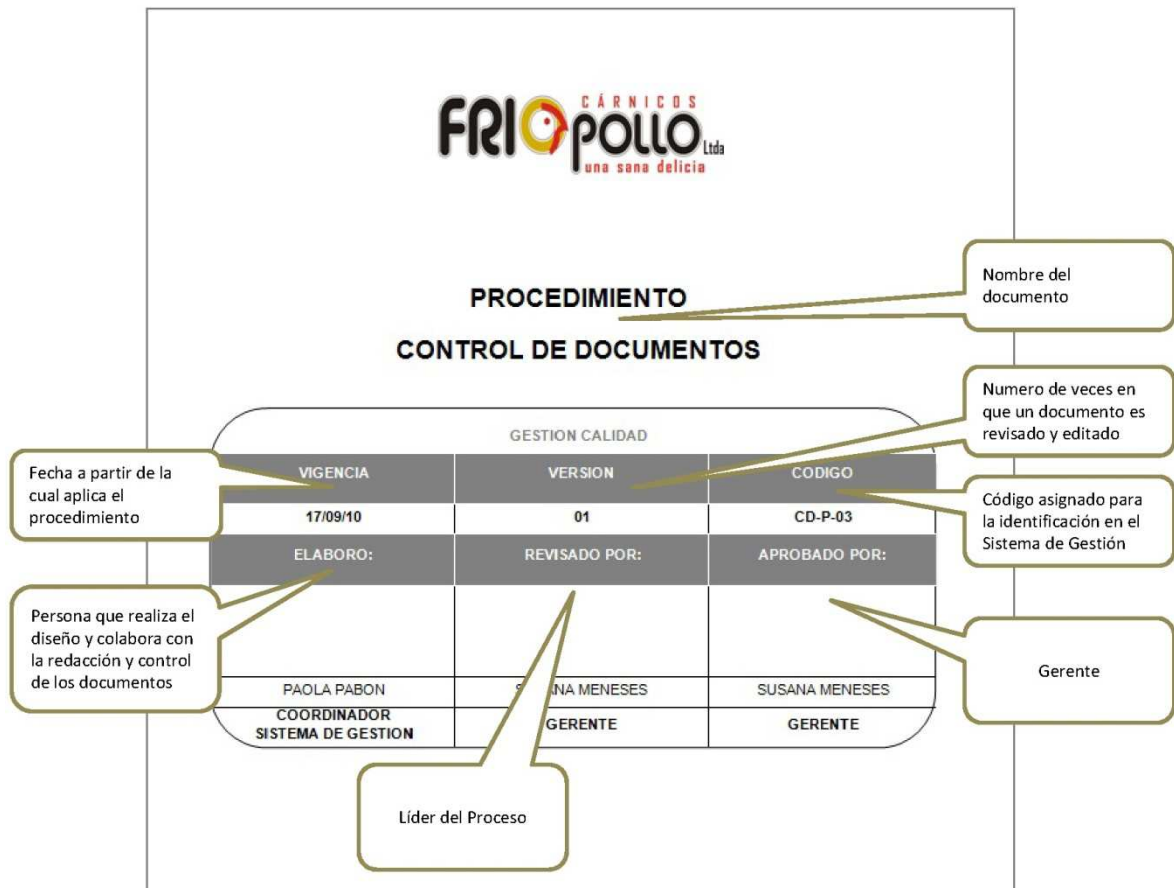 CÁRNICOS
FRIOPOLLO Ltda
una sana delicia
PROCEDIMIENTO
CONTROL DE DOCUMENTOS
Nombre del
documento
Numero de veces en
que un documento es
revisado y editado
GESTION CALIDAD
Fecha a partir de la
cual aplica el
procedimiento
VIGENCIA VERSION CODIGO
Código asignado para
la identificación en el
Sistema de Gestión
17/09/10 01 CD-P-03
ELABORO: REVISADO POR: APROBADO POR:
Persona que realiza el
diseño y colabora con
la redacción y control
de los documentos
Gerente
PAOLA PABON SUSANA MENESES SUSANA MENESES
COORDINADOR
SISTEMA DE GESTION GERENTE GERENTE
Líder del Proceso